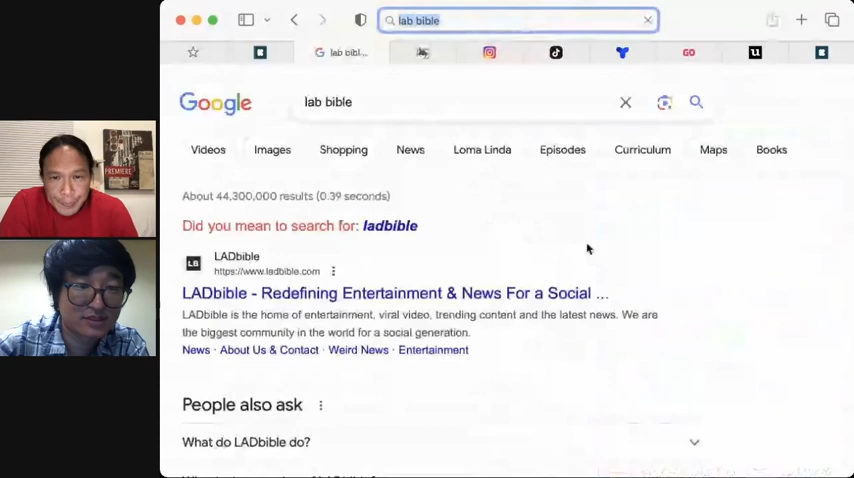 lab bible
G lab bibl...
GO
u
Google
lab bible
Videos Images Shopping News Loma Linda Episodes Curriculum Maps Books
About 44,300,000 results (0.39 seconds)
Did you mean to search for: ladbible
LB LADbible
https://www.ladbible.com
LADbible - Redefining Entertainment & News For a Social ...
LADbible is the home of entertainment, viral video, trending content and the latest news. We
are the biggest community in the world for a social generation.
News · About Us & Contact · Weird News · Entertainment
People also ask
What do LADbible do?
PREMIERE